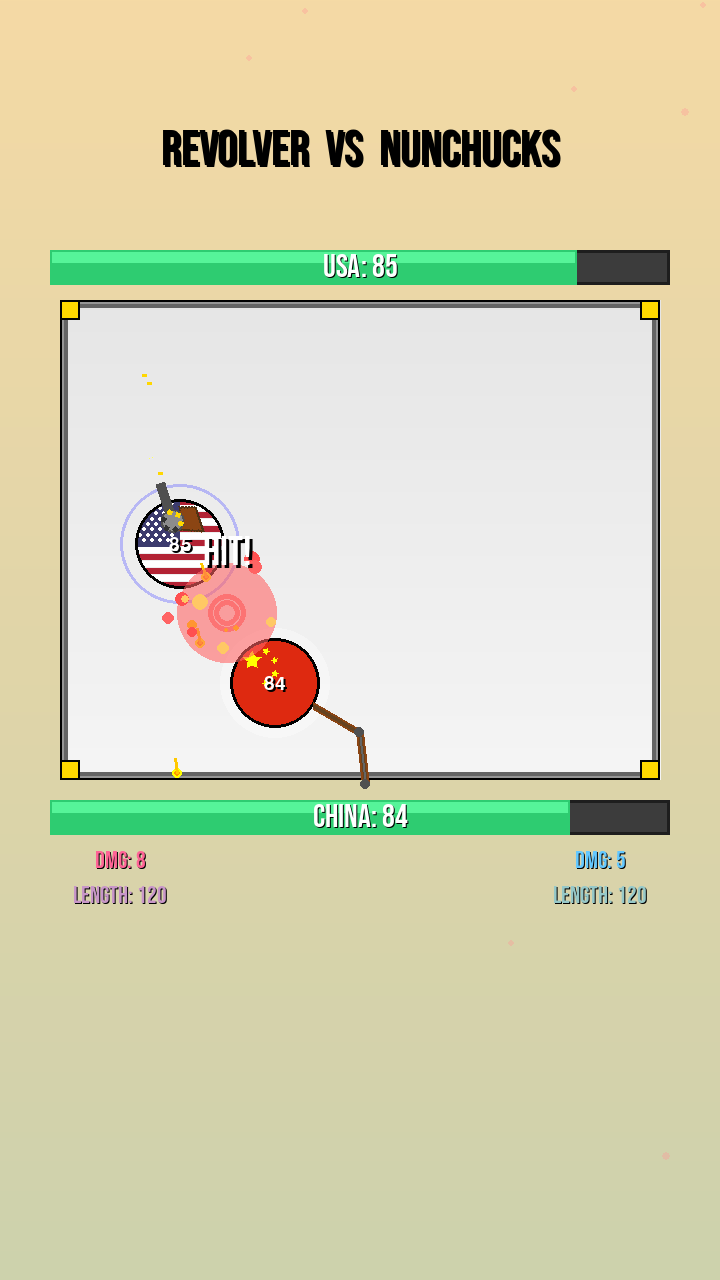 REVOLVER VS NUNCHUCKS
USA: 85
85
HIT!
84
CHINA: 84
DMG: 8
DMG: 5
LENGTH: 120
LENGTH: 120